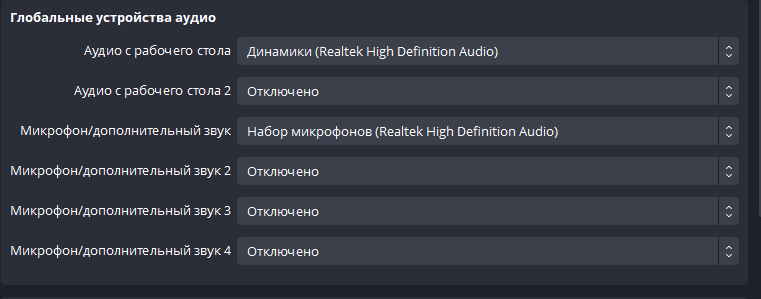 Глобальные устройства аудио
Аудио с рабочего стола Динамики (Realtek High Definition Audio)
Аудио с рабочего стола 2 Отключено
Микрофон/дополнительный звук Набор микрофонов (Realtek High Definition Audio)
Микрофон/дополнительный звук 2 Отключено
Микрофон/дополнительный звук 3 Отключено
Микрофон/дополнительный звук 4 Отключено